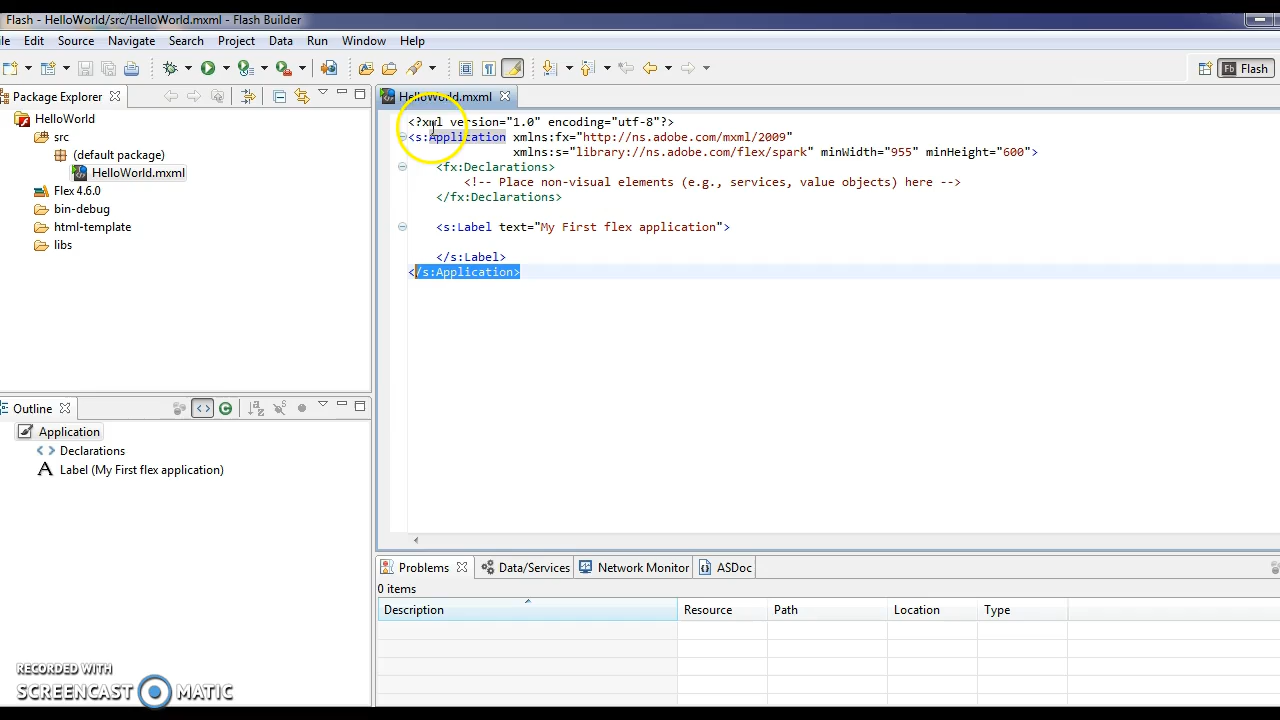 Flash - HelloWorld/src/HelloWorld.mxml - Flash Builder
le Edit Source Navigate Search Project Data Run Window Help
Fb Flash
Package Explorer
HelloWorld
src
(default package)
HelloWorld.mxml
Flex 4.6.0
bin-debug
html-template
libs
HelloWorld.mxml
<?xml version="1.0" encoding="utf-8"?>
<s:Application xmlns:fx="http://ns.adobe.com/mxml/2009"
xmlns:s="library://ns.adobe.com/flex/spark" minWidth="955" minHeight="600">
<fx:Declarations>
<!-- Place non-visual elements (e.g., services, value objects) here -->
</fx:Declarations>
<s:Label text="My First flex application">
</s:Label>
</s:Application>
Outline
Application
Declarations
Label (My First flex application)
Problems Data/Services Network Monitor ASDoc
0 items
Description Resource Path Location Type
RECORDED WITH
SCREENCAST MATIC